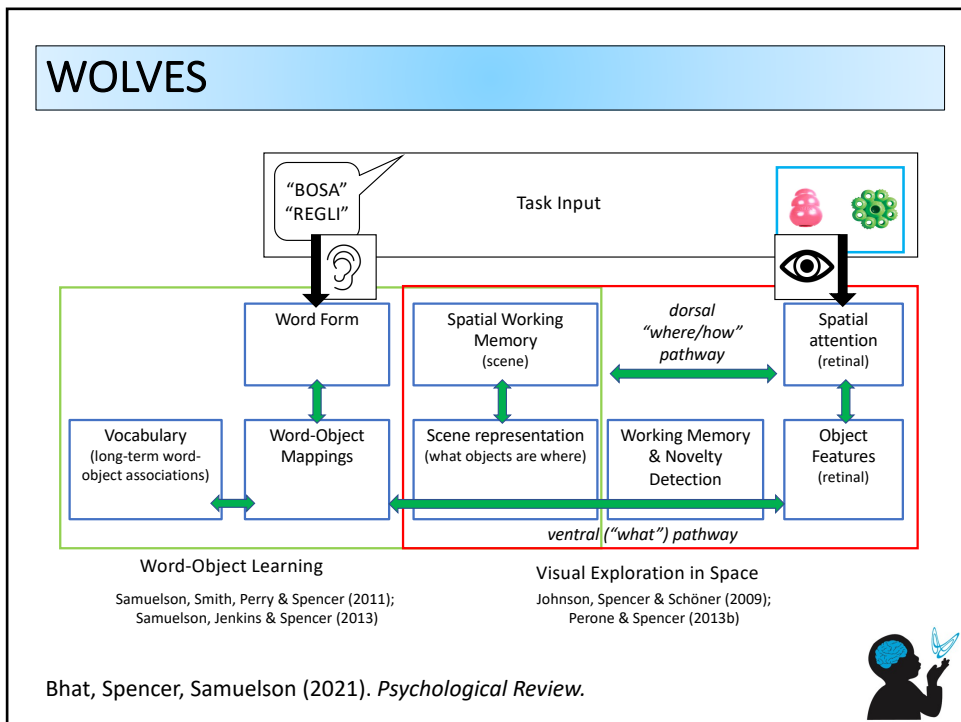 WOLVES
“BOSA”
“REGLI”
Task Input
Word Form
Spatial Working
Memory
(scene)
dorsal
“where/how”
pathway
Spatial
attention
(retinal)
Vocabulary
(long-term word-
object associations)
Word-Object
Mappings
Scene representation
(what objects are where)
Working Memory
& Novelty
Detection
Object
Features
(retinal)
ventral (“what”) pathway
Word-Object Learning
Samuelson, Smith, Perry & Spencer (2011);
Samuelson, Jenkins & Spencer (2013)
Visual Exploration in Space
Johnson, Spencer & Schöner (2009);
Perone & Spencer (2013b)
Bhat, Spencer, Samuelson (2021). Psychological Review.